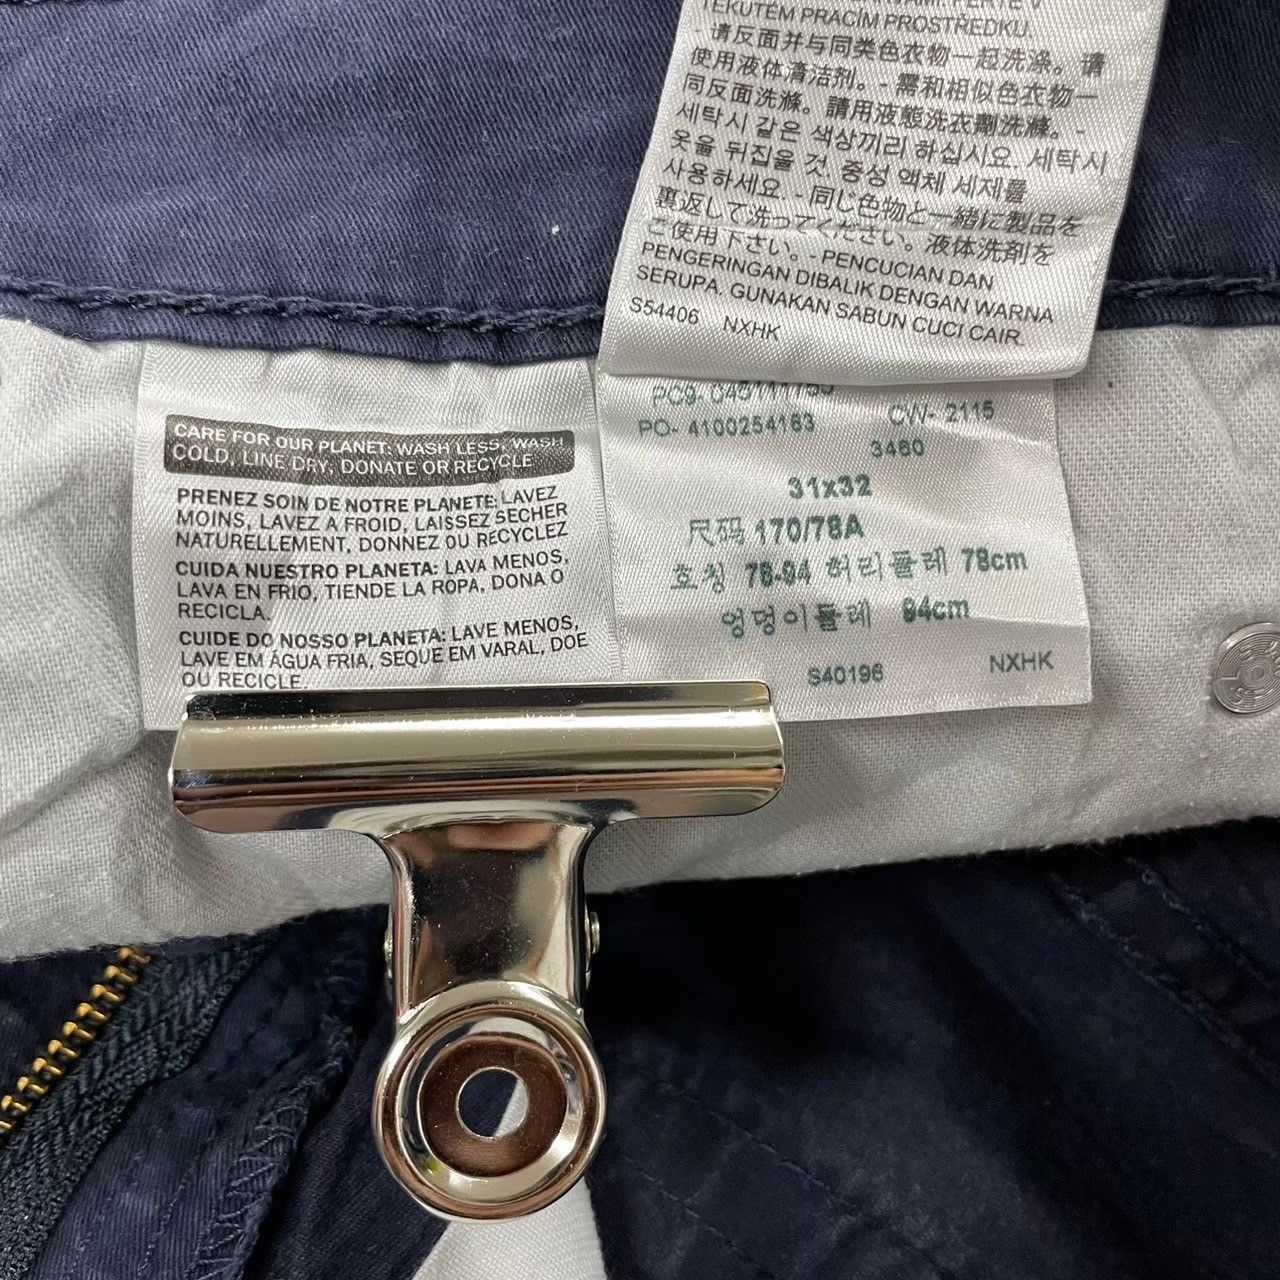 TEKUTÉM PRACÍM PROSTŘEDKU.
- 请反面并与同类色衣物一起洗涤。请
使用液体清洁剂。- 需和相似色衣物一
同反面洗滌。請用液態洗衣劑洗滌。-
세탁시 같은 색상끼리 하십시요. 세탁시
옷을 뒤집을 것. 중성 액체 세제를
사용하세요. - 同じ色物と一緒に製品を
裏返して洗ってください。液体洗剤を
ご使用下さい。- PENCUCIAN DAN
PENGERINGAN DIBALIK DENGAN WARNA
SERUPA. GUNAKAN SABUN CUCI CAIR.
S54406 NXHK
CARE FOR OUR PLANET: WASH LESS, WASH
COLD, LINE DRY, DONATE OR RECYCLE
PRENEZ SOIN DE NOTRE PLANETE: LAVEZ
MOINS, LAVEZ A FROID, LAISSEZ SECHER
NATURELLEMENT, DONNEZ OU RECYCLEZ
CUIDA NUESTRO PLANETA: LAVA MENOS,
LAVA EN FRIO, TIENDE LA ROPA, DONA O
RECICLA.
CUIDE DO NOSSO PLANETA: LAVE MENOS,
LAVE EM ÁGUA FRIA, SEQUE EM VARAL, DOE
OU RECICLE.
PO- 4100254183 CW- 2115
3460
31x32
尺码 170/78A
호칭 78-94 허리둘레 78cm
엉덩이둘레 94cm
S40196 NXHK